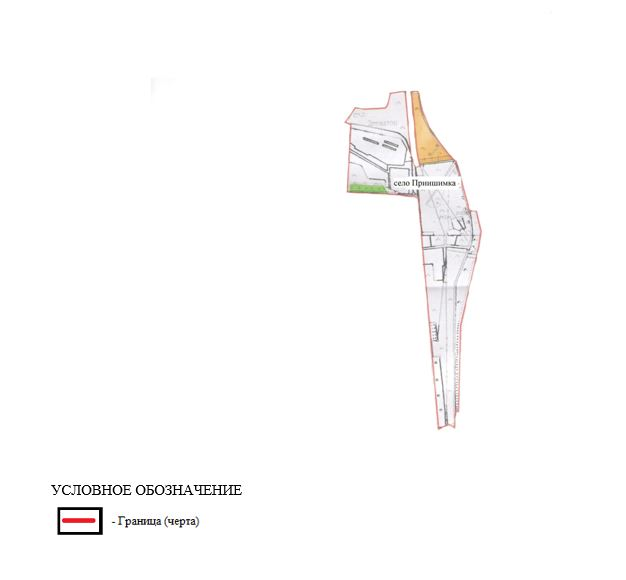 село Приишимка
УСЛОВНОЕ ОБОЗНАЧЕНИЕ
- Граница (черта)